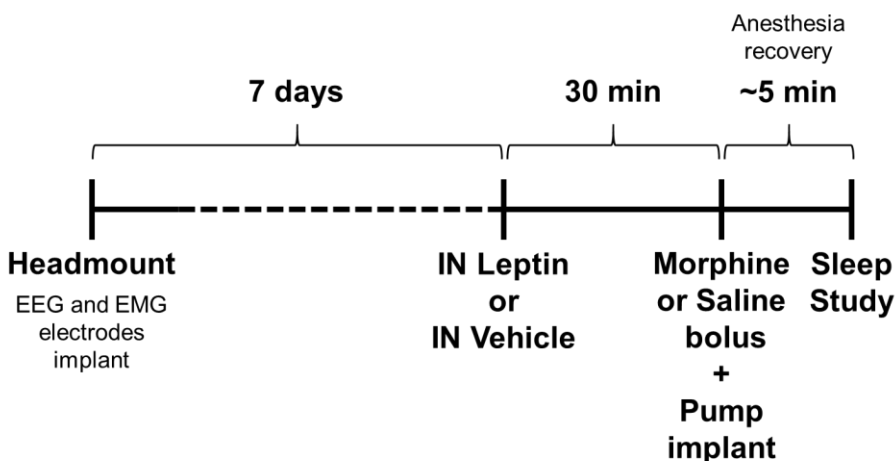 Anesthesia
recovery
7 days
30 min
~5 min
Headmount
EEG and EMG
electrodes
implant
IN Leptin
or
IN Vehicle
Morphine
or Saline
bolus
+
Pump
implant
Sleep
Study